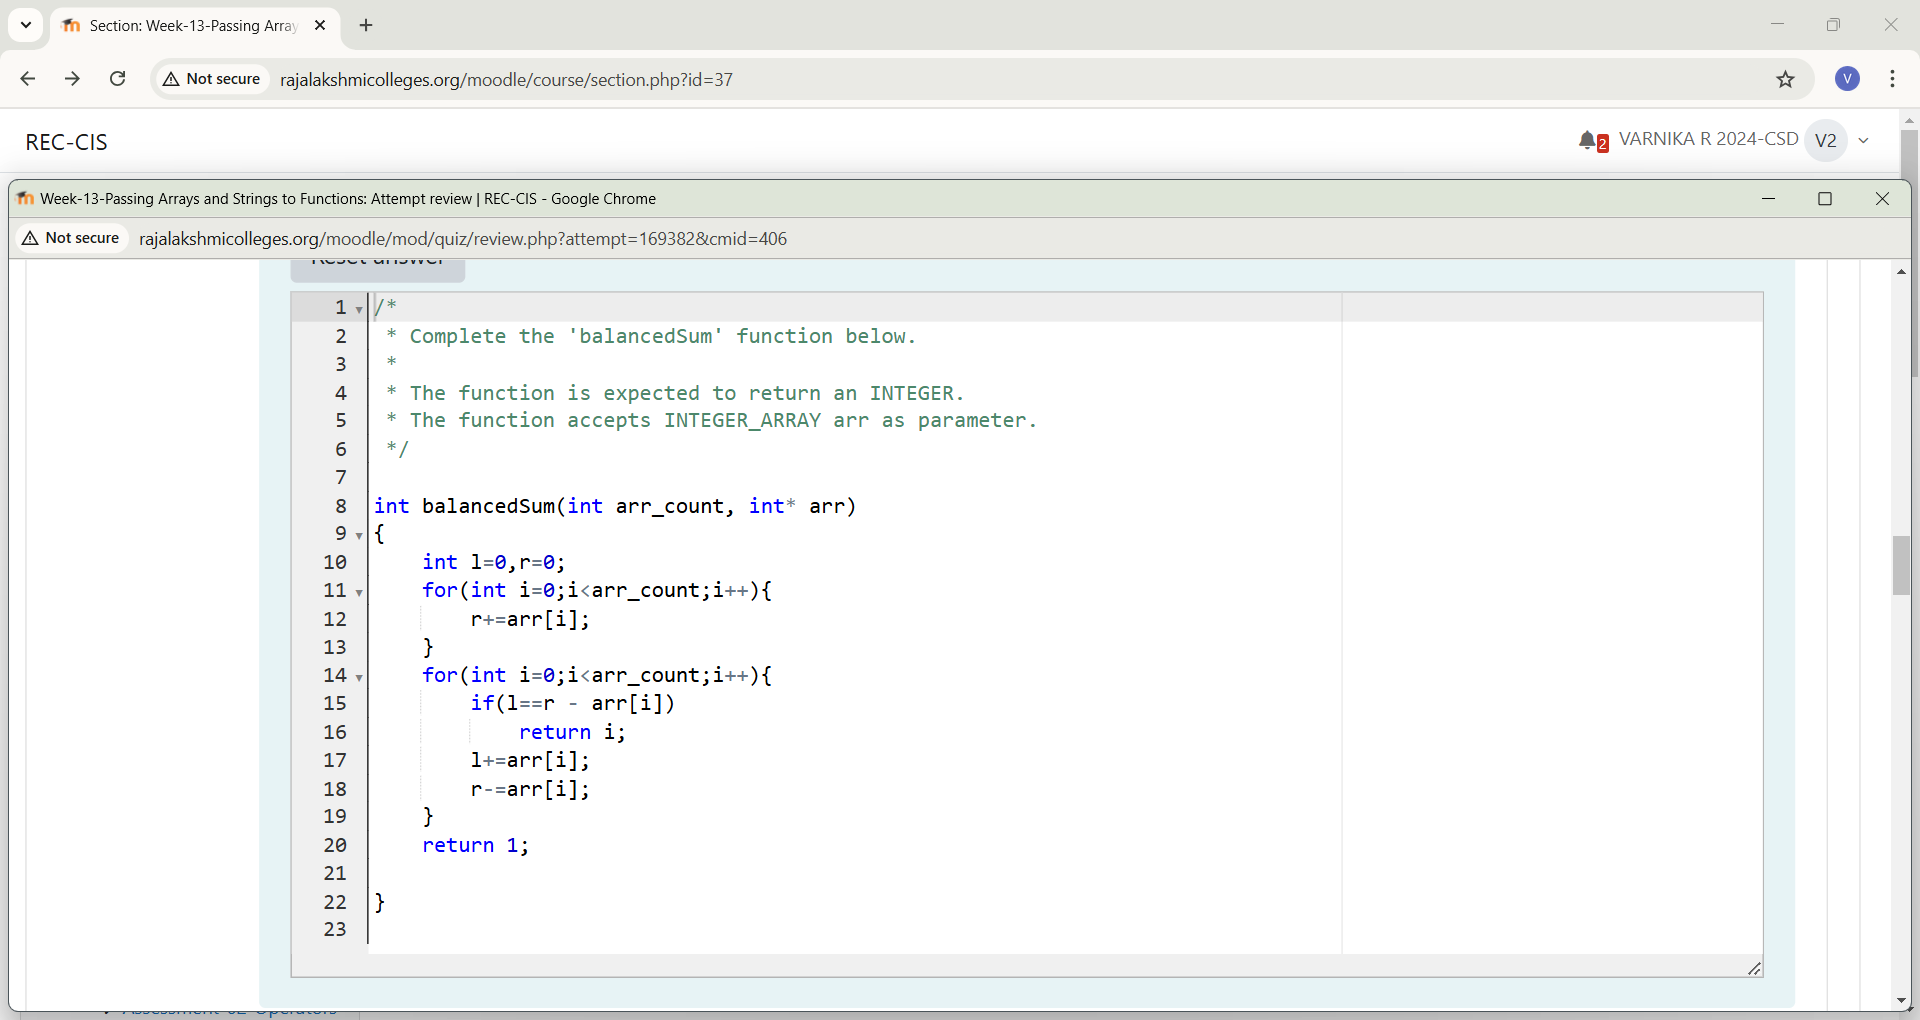 Section: Week-13-Passing Array
Not secure
rajalakshmicolleges.org/moodle/course/section.php?id=37
V
REC-CIS
2
VARNIKA R 2024-CSD
V2
Week-13-Passing Arrays and Strings to Functions: Attempt review | REC-CIS - Google Chrome
Not secure
rajalakshmicolleges.org/moodle/mod/quiz/review.php?attempt=169382&cmid=406
Reset answer
1 /*
2  * Complete the 'balancedSum' function below.
3  *
4  * The function is expected to return an INTEGER.
5  * The function accepts INTEGER_ARRAY arr as parameter.
6  */
7
8 int balancedSum(int arr_count, int* arr)
9 {
10     int l=0,r=0;
11     for(int i=0;i<arr_count;i++){
12         r+=arr[i];
13     }
14     for(int i=0;i<arr_count;i++){
15         if(l==r - arr[i])
16             return i;
17         l+=arr[i];
18         r-=arr[i];
19     }
20     return 1;
21
22 }
23